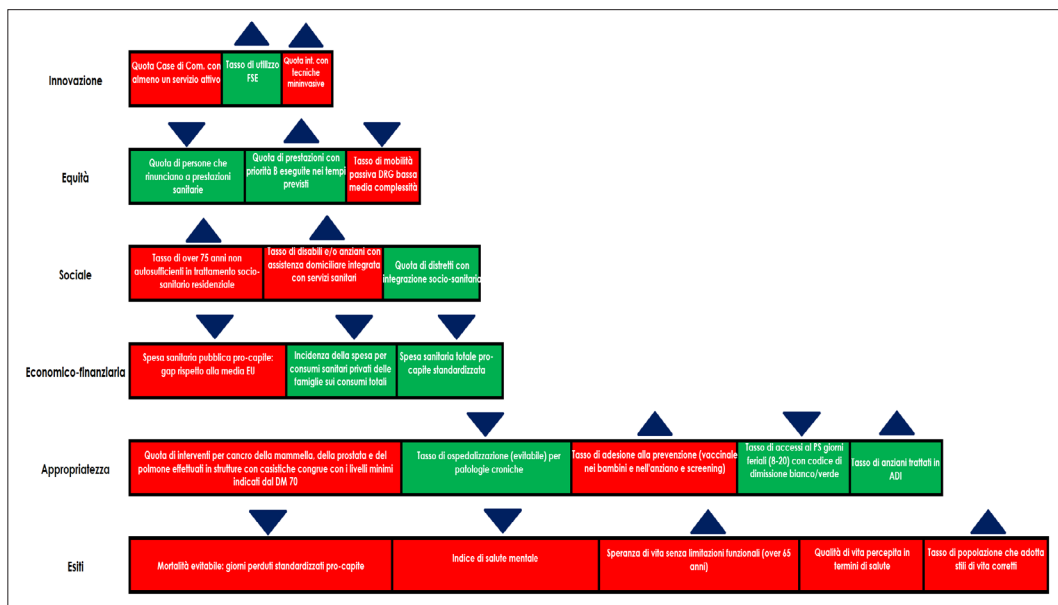 Innovazione
Quota Case di Com. con
almeno un servizio attivo
Tasso di utilizzo
FSE
Quota int. con
tecniche
mininvasive
Equità
Quota di persone che
rinunciano a prestazioni
sanitarie
Quota di prestazioni con
priorità B eseguite nei tempi
previsti
Tasso di mobilità
passiva DRG bassa
media complessità
Sociale
Tasso di over 75 anni non
autosufficienti in trattamento socio-
sanitario residenziale
Tasso di disabili e/o anziani con
assistenza domiciliare integrata
con servizi sanitari
Quota di distretti con
integrazione socio-sanitaria
Economico-finanziaria
Spesa sanitaria pubblica pro-capite:
gap rispetto alla media EU
Incidenza della spesa per
consumi sanitari privati delle
famiglie sui consumi totali
Spesa sanitaria totale pro-
capite standardizzata
Appropriatezza
Quota di interventi per cancro della mammella, della prostata e del
polmone effettuati in strutture con casistiche congrue con i livelli minimi
indicati dal DM 70
Tasso di ospedalizzazione (evitabile) per
patologie croniche
Tasso di adesione alla prevenzione (vaccinale
nei bambini e nell'anziano e screening)
Tasso di accessi al PS giorni
feriali (8-20) con codice di
dimissione bianco/verde
Tasso di anziani trattati in
ADI
Esiti
Mortalità evitabile: giorni perduti standardizzati pro-capite
Indice di salute mentale
Speranza di vita senza limitazioni funzionali (over 65
anni)
Qualità di vita percepita in
termini di salute
Tasso di popolazione che adotta
stili di vita corretti